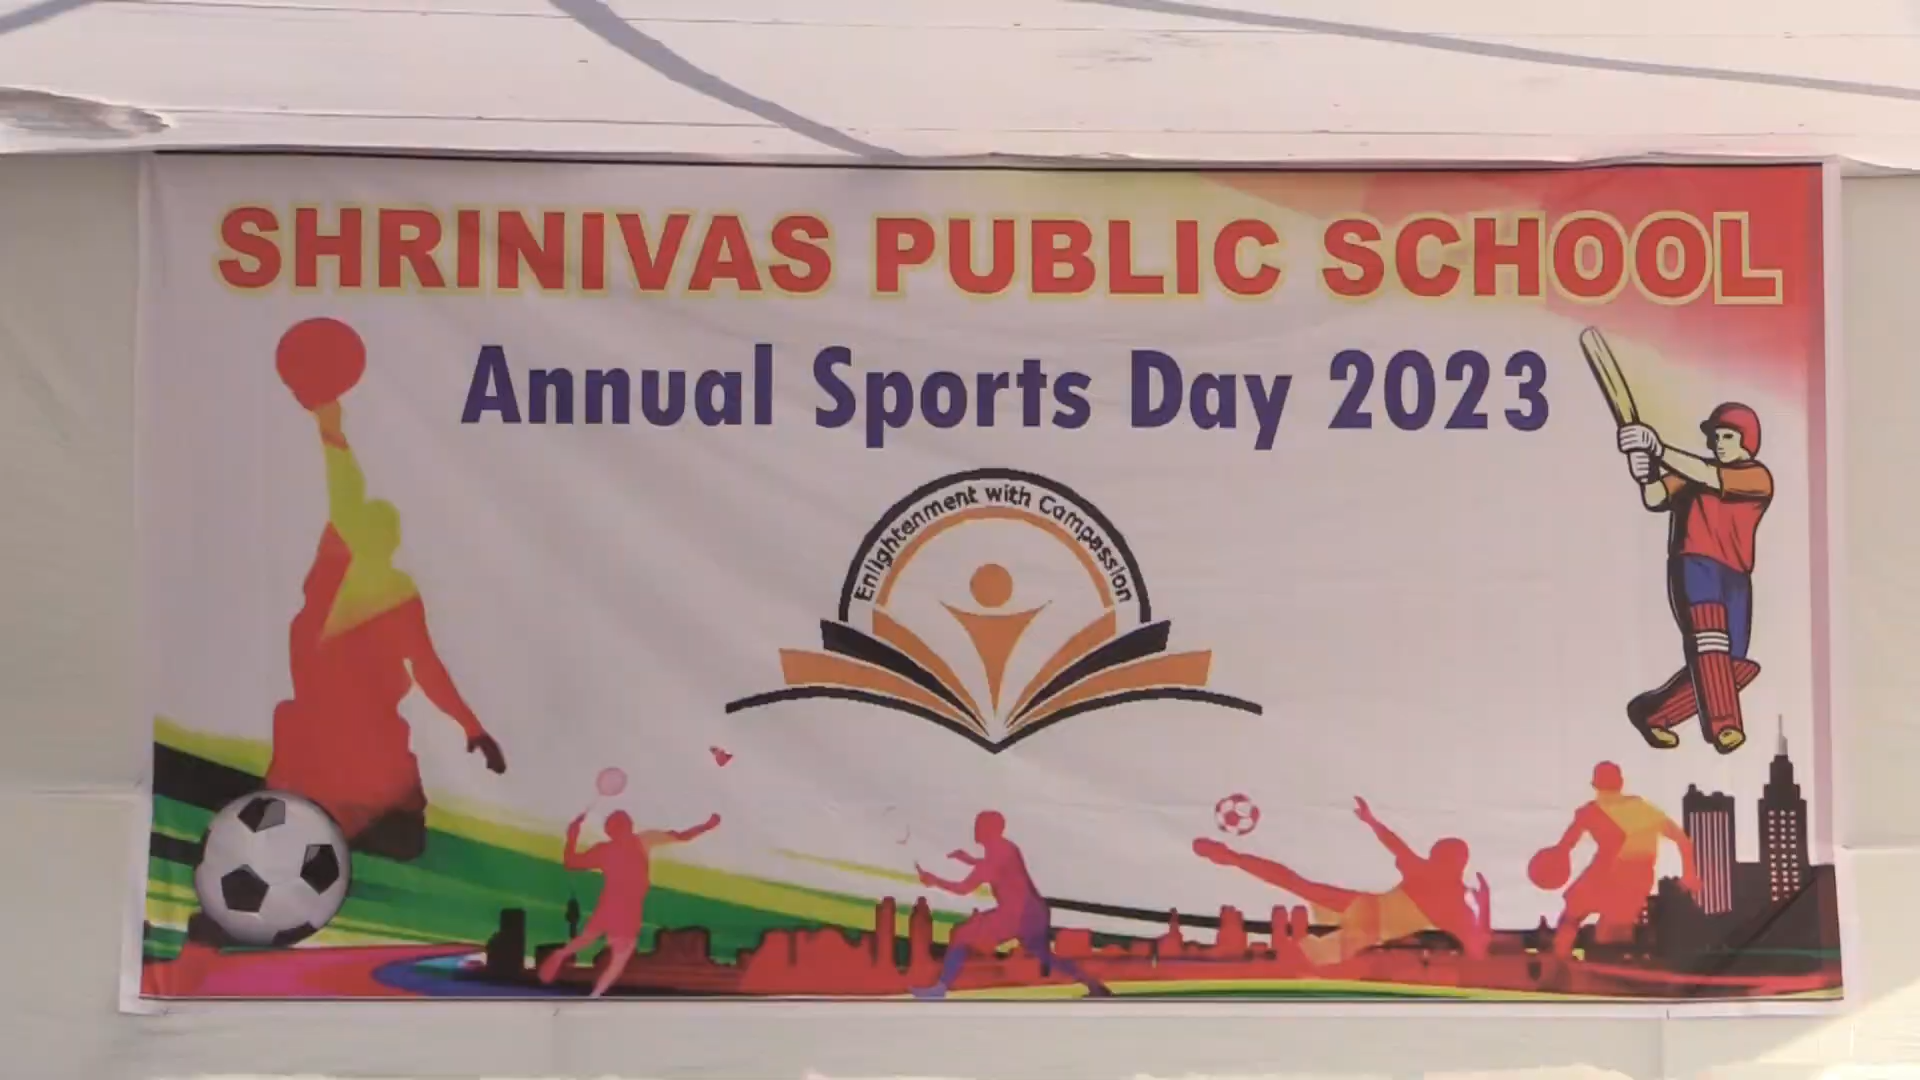 SHRINIVAS PUBLIC SCHOOL
Annual Sports Day 2023
Enlightenment with Compassion